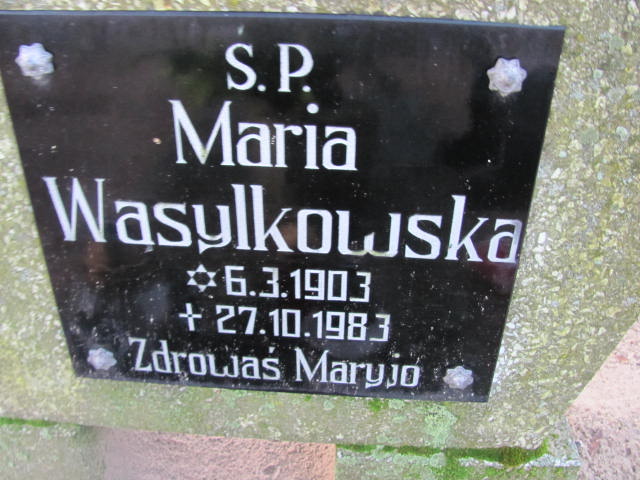 S.P.
Maria
Wasylkowska
✡ 6.3.1903
+ 27.10.1983
Zdrowaś Maryjo